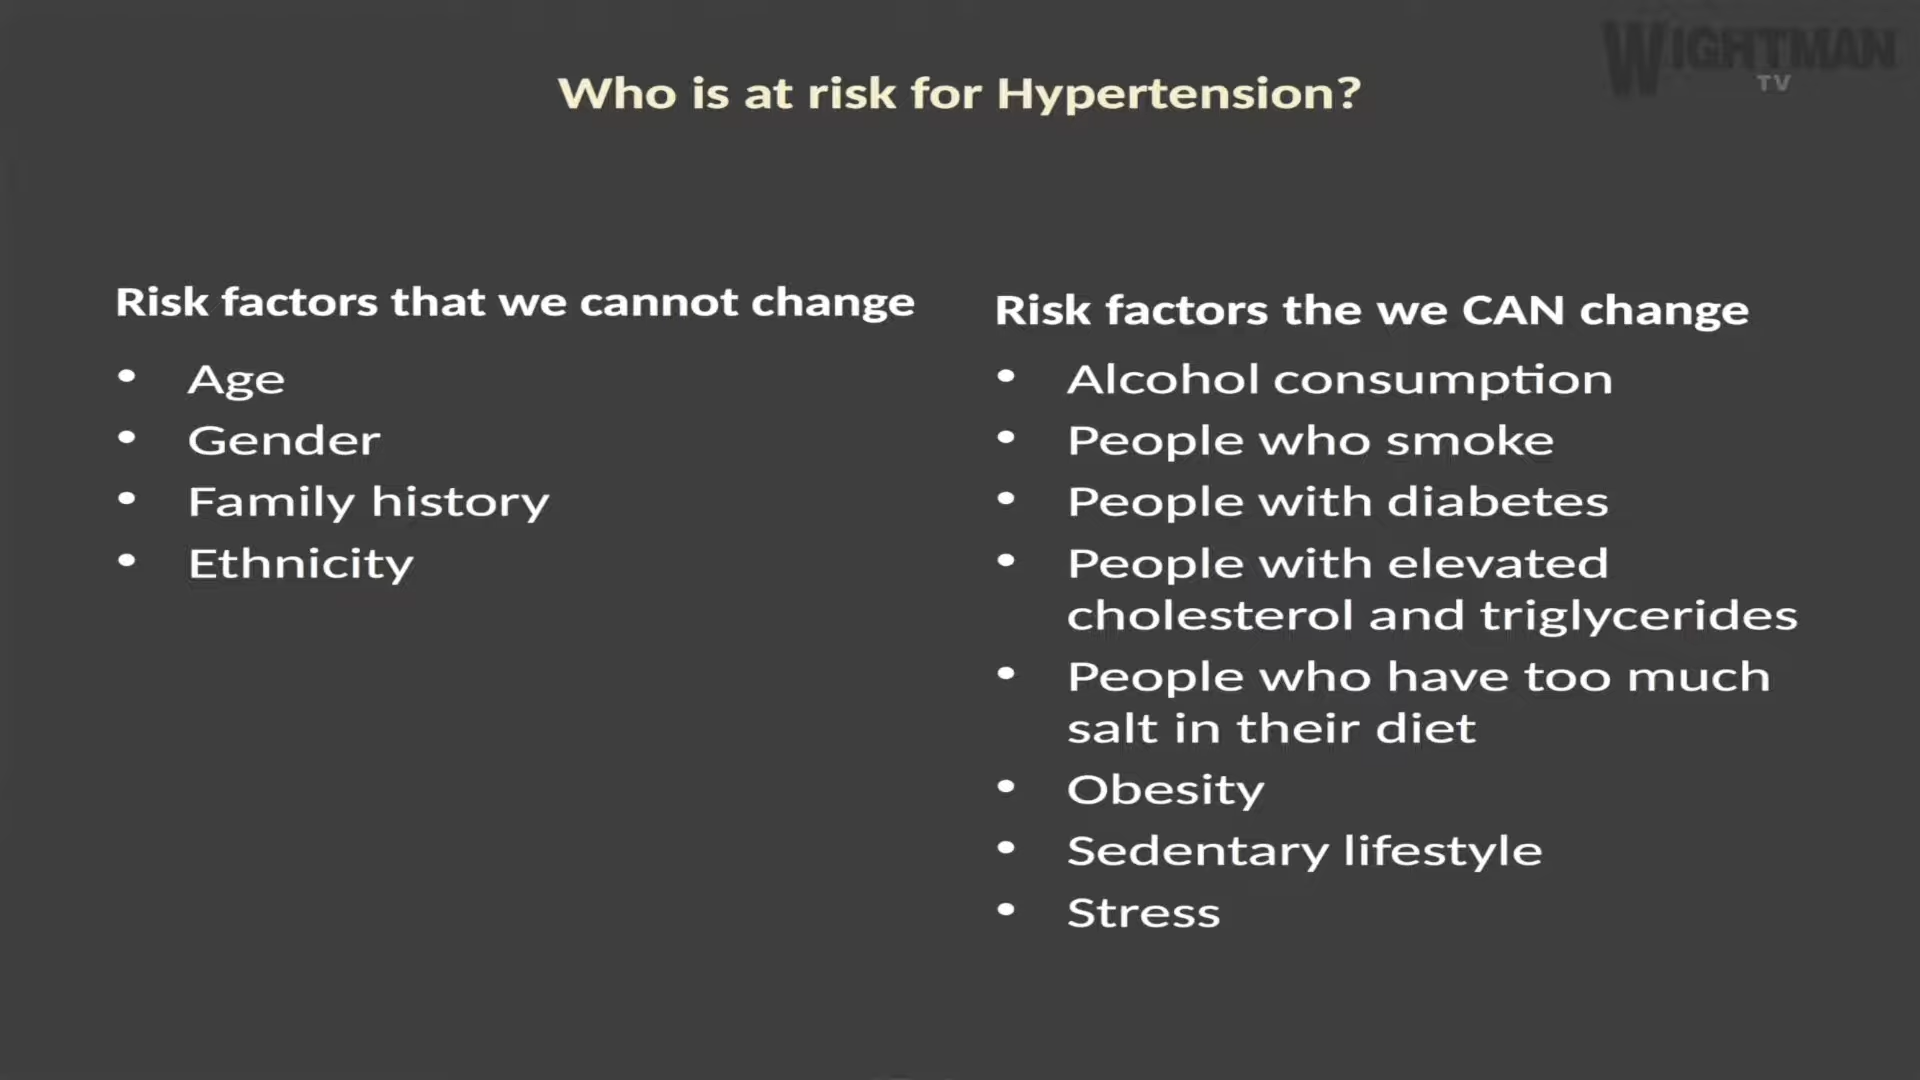 WIGHTMAN
TV
Who is at risk for Hypertension?
Risk factors that we cannot change
• Age
• Gender
• Family history
• Ethnicity
Risk factors the we CAN change
• Alcohol consumption
• People who smoke
• People with diabetes
• People with elevated
cholesterol and triglycerides
• People who have too much
salt in their diet
• Obesity
• Sedentary lifestyle
• Stress